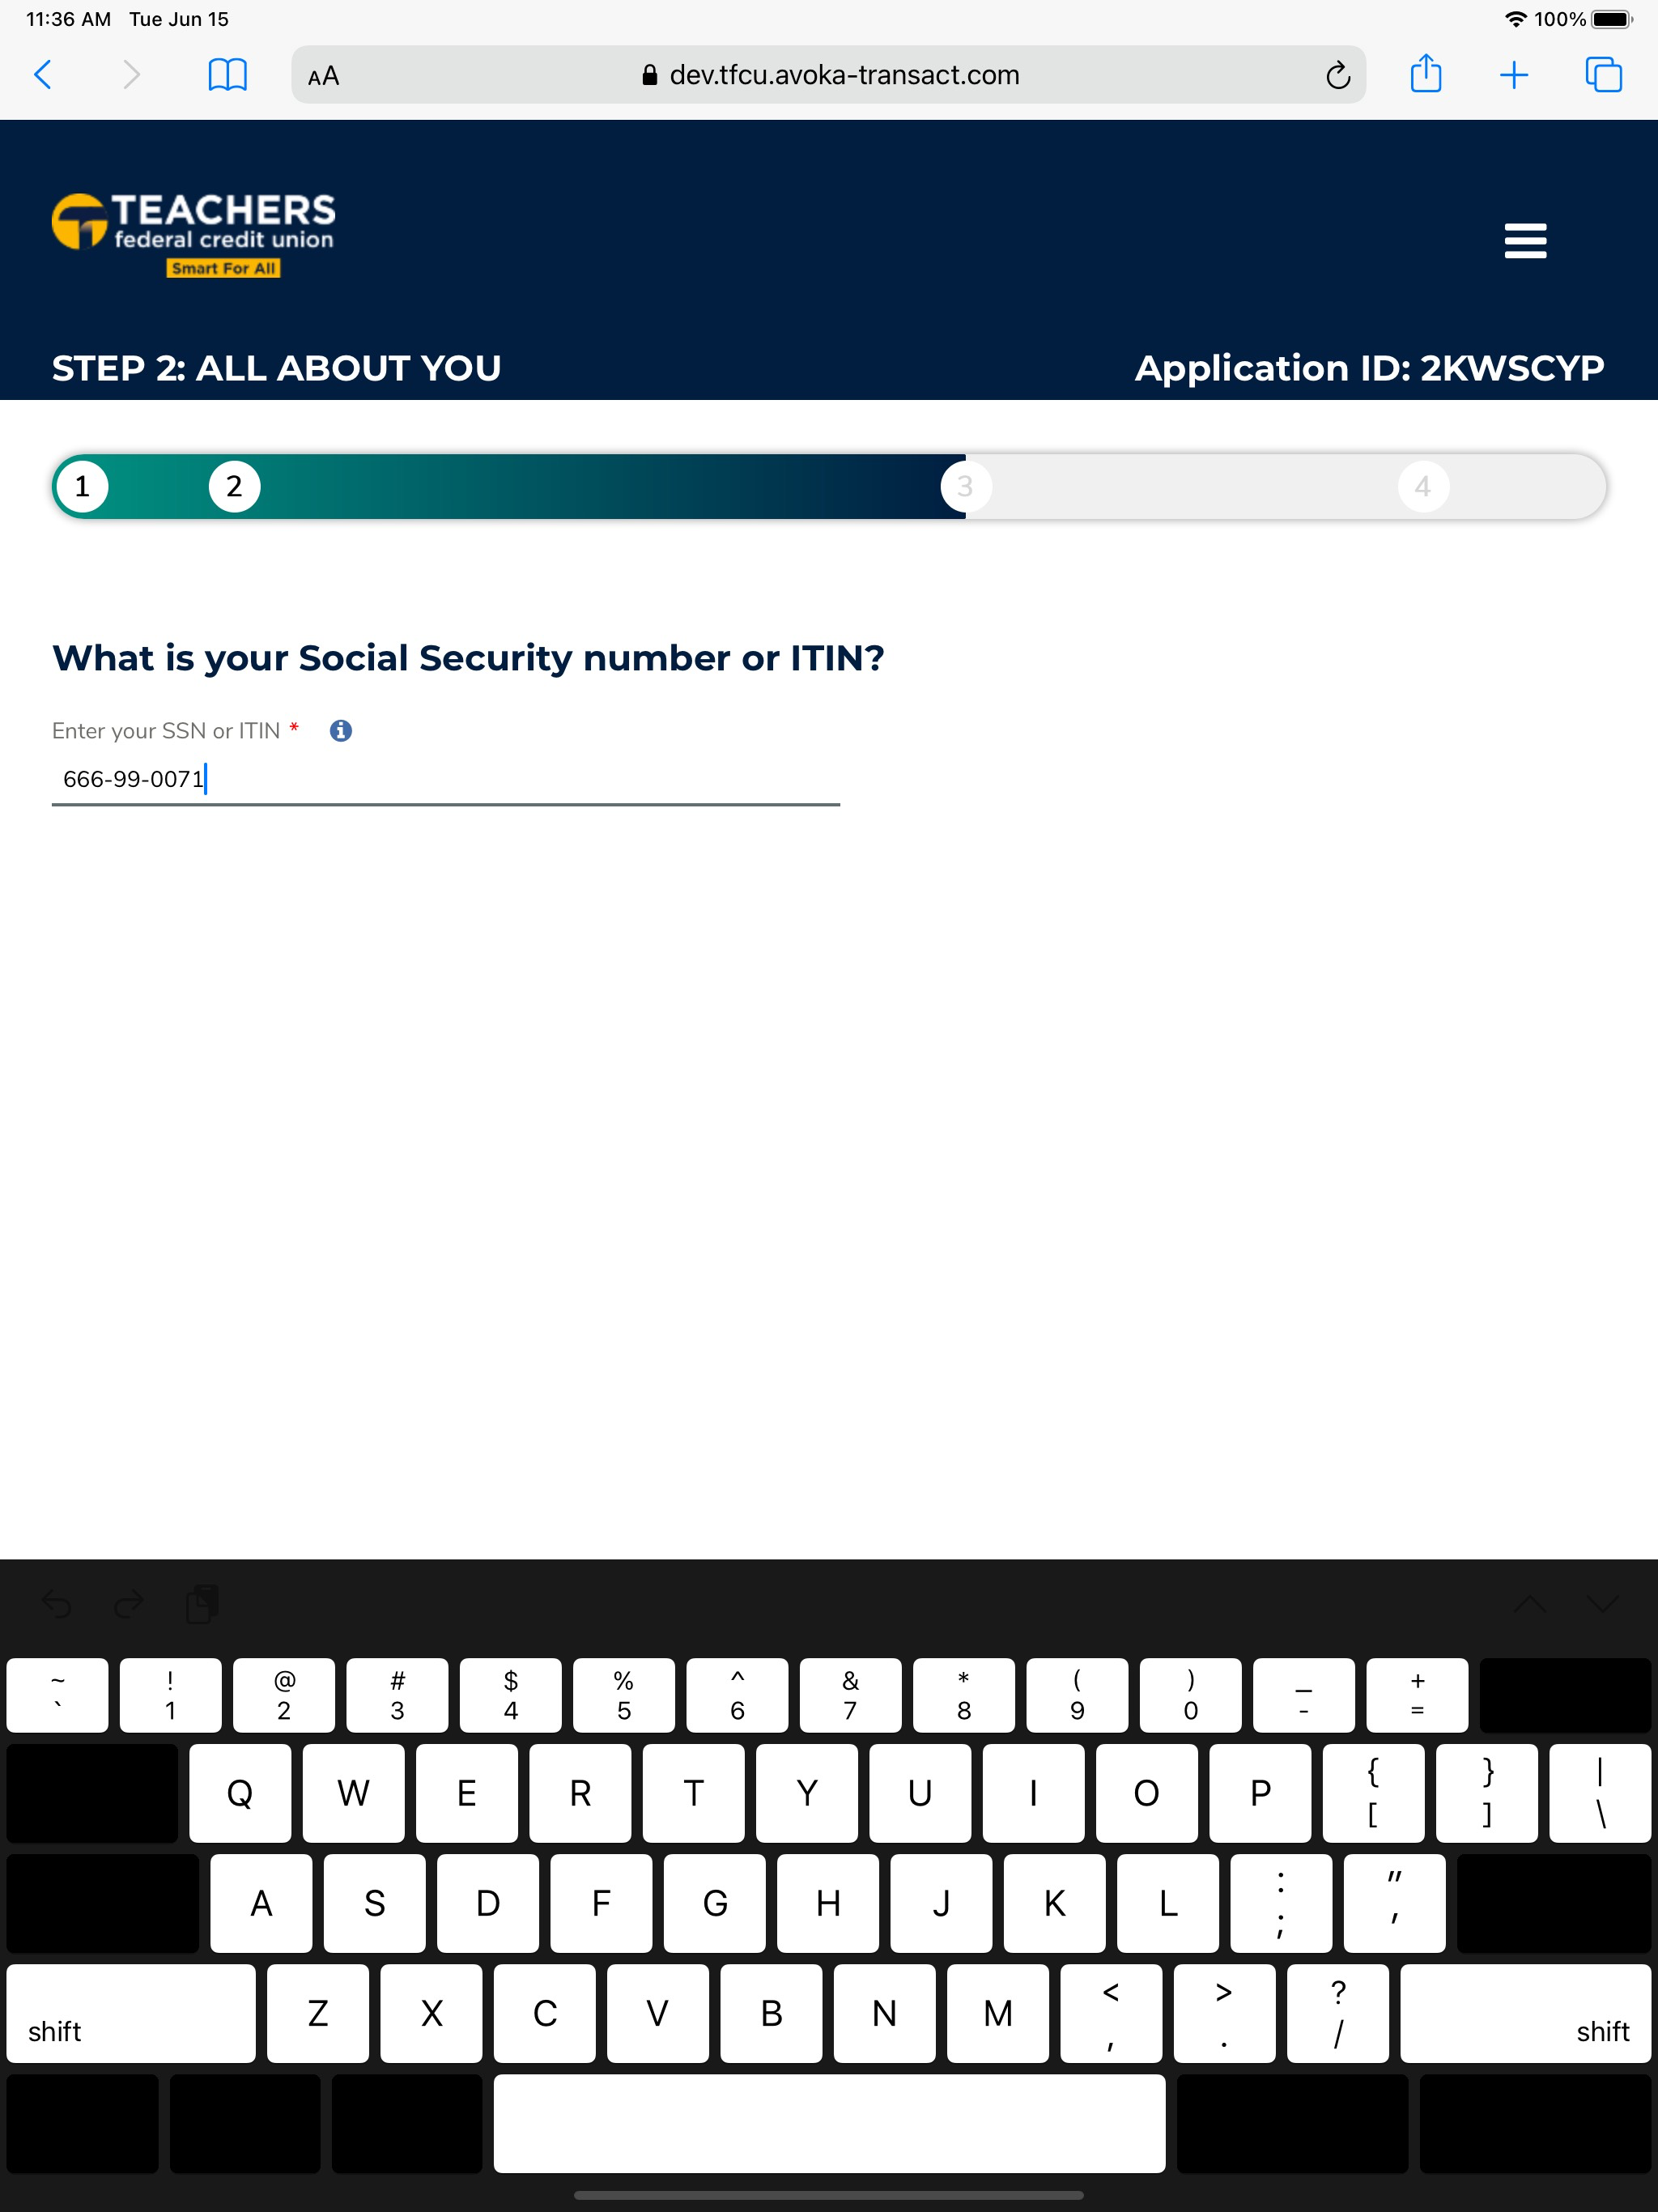 11:36 AM Tue Jun 15
100%
AA
dev.tfcu.avoka-transact.com
TEACHERS
federal credit union
Smart For All
STEP 2: ALL ABOUT YOU
Application ID: 2KWSCYP
1 2 3 4
What is your Social Security number or ITIN?
Enter your SSN or ITIN *
666-99-0071
~ ! @ # $ % ^ & * ( ) _ +
` 1 2 3 4 5 6 7 8 9 0 - =
Q W E R T Y U I O P { } |
[ ] \
A S D F G H J K L : "
; '
Z X C V B N M < > ?
shift , . / shift